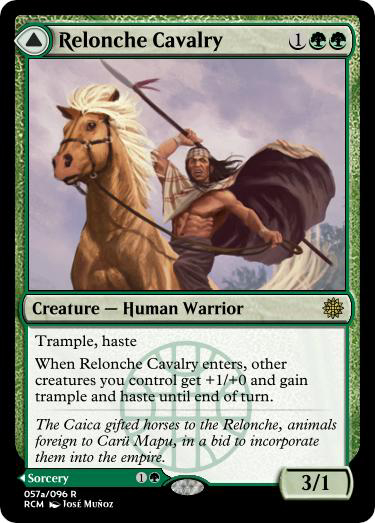 Relonche Cavalry 1
Creature — Human Warrior
Trample, haste
When Relonche Cavalry enters, other
creatures you control get +1/+0 and gain
trample and haste until end of turn.
The Caica gifted horses to the Relonche, animals
foreign to Carü Mapu, in a bid to incorporate
them into the empire.
Sorcery 1
3/1
057a/096 R
RCM José Muñoz